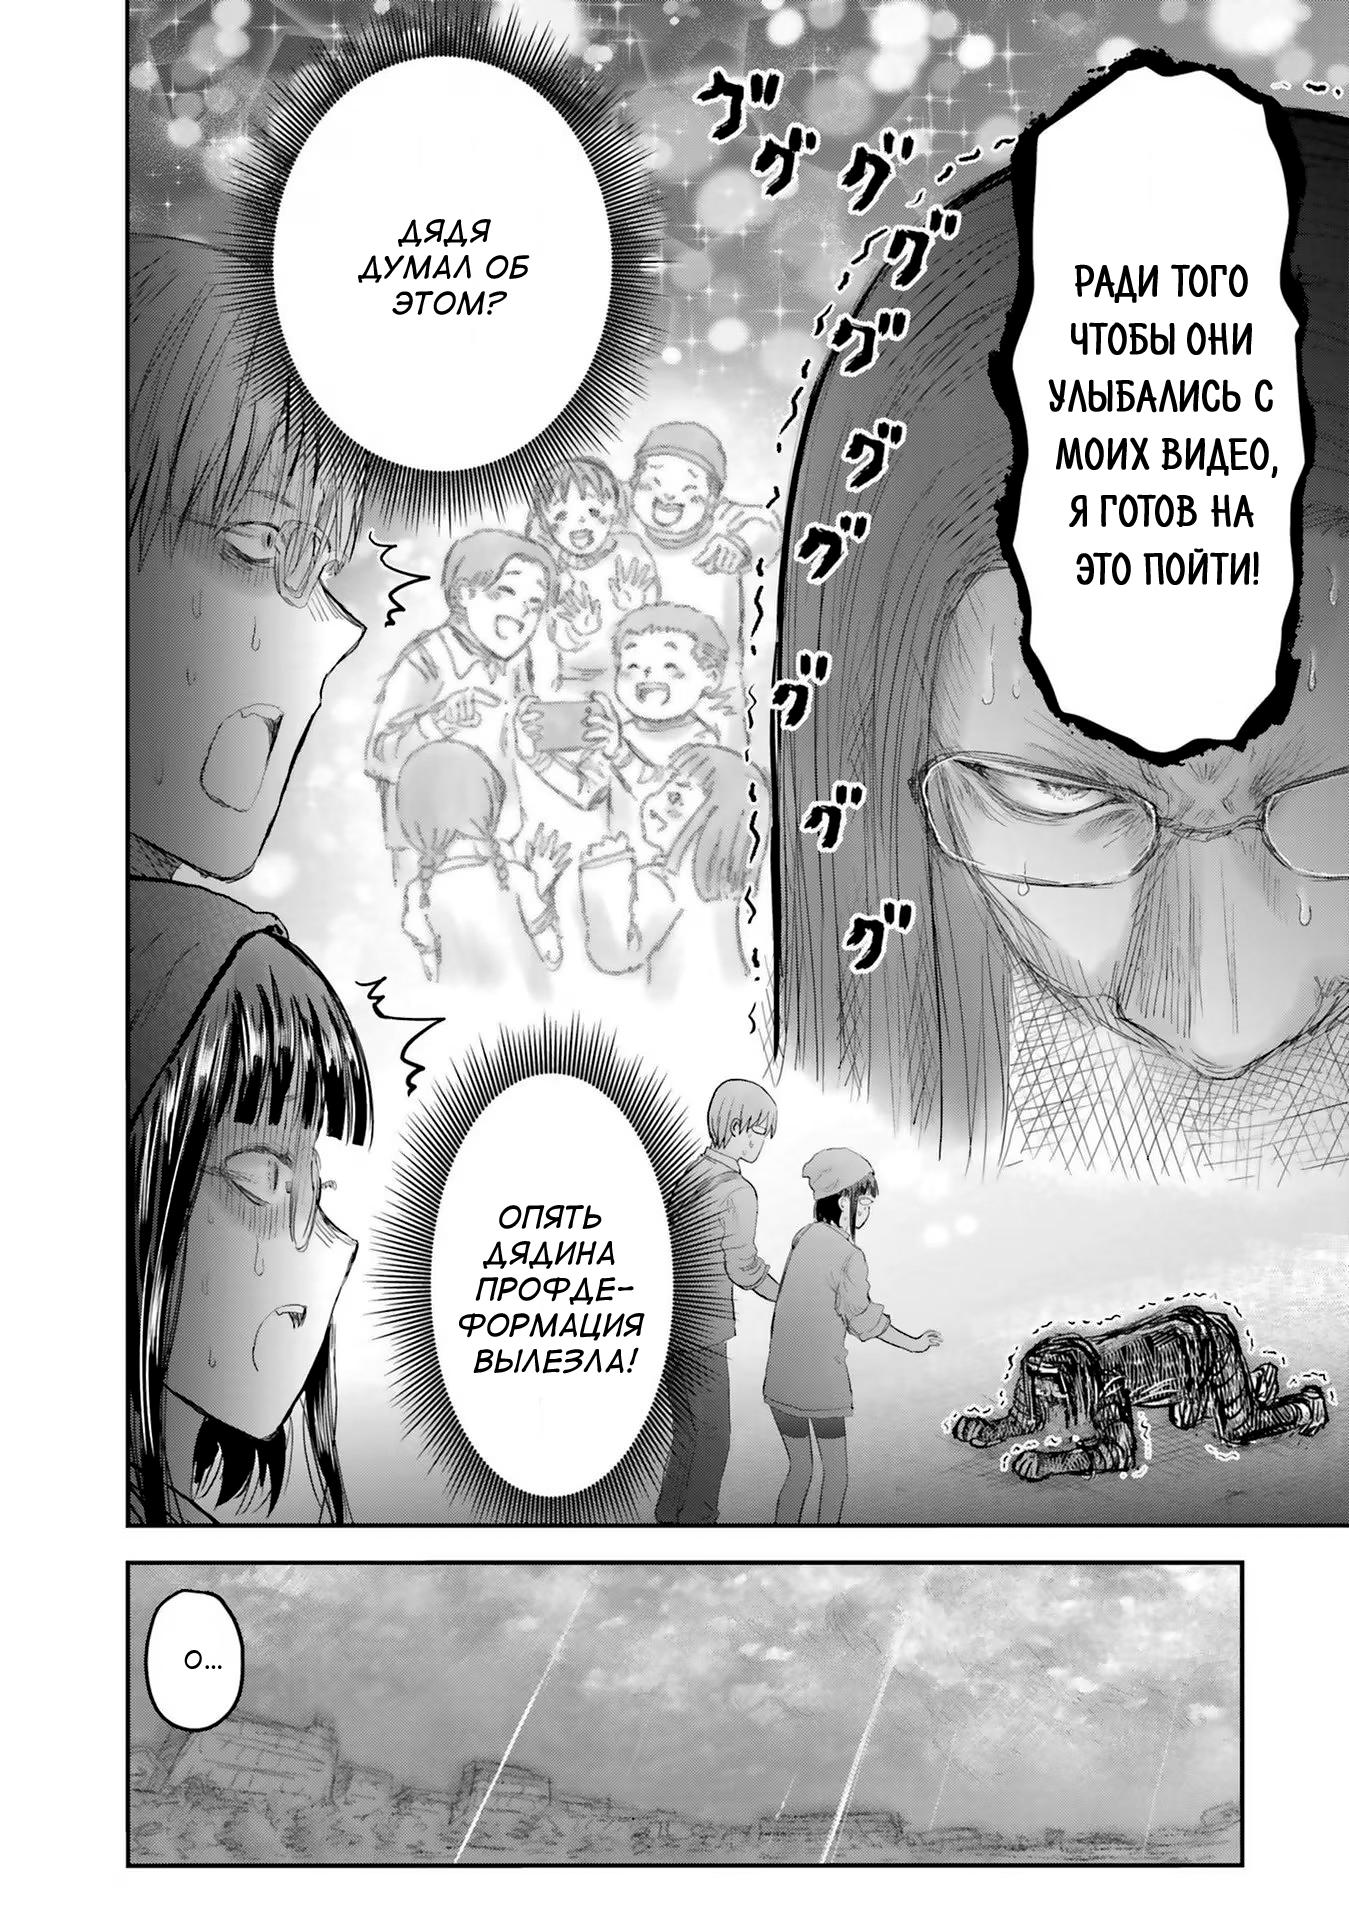 РАДИ ТОГО
ЧТОБЫ ОНИ
УЛЫБАЛИСЬ С
МОИХ ВИДЕО,
Я ГОТОВ НА
ЭТО ПОЙТИ!
グ
グ
グ
グ
グ
グ
グ
グ
グ
グ
ДЯДЯ
ДУМАЛ ОБ
ЭТОМ?
ОПЯТЬ
ДЯДИНА
ПРОФДЕ-
ФОРМАЦИЯ
ВЫЛЕЗЛА!
О...